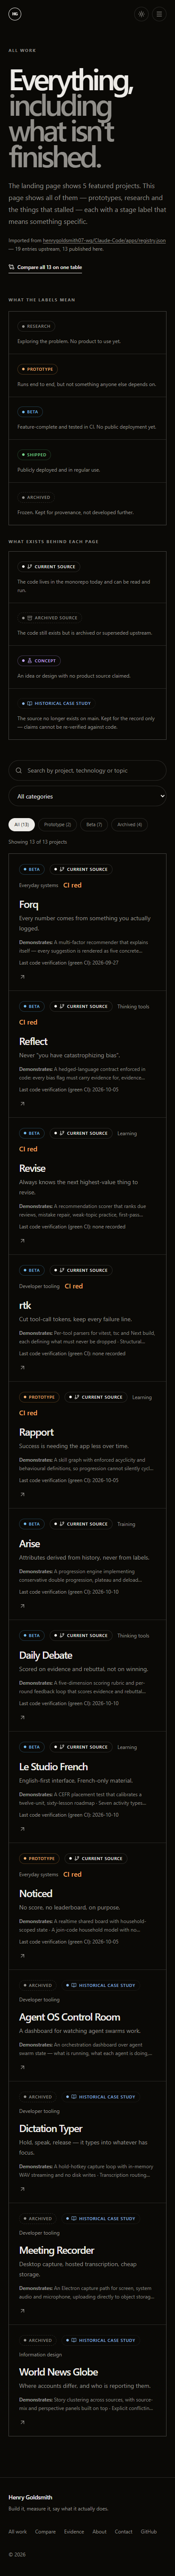 HG
ALL WORK
Everything,
including
what isn't
finished.
The landing page shows 5 featured projects. This
page shows all of them — prototypes, research and
the things that stalled — each with a stage label that
means something specific.
Imported from henrygoldsmith07-wq/Claude-Code/apps/registry.json
— 19 entries upstream, 13 published here.
Compare all 13 on one table
WHAT THE LABELS MEAN
RESEARCH
Exploring the problem. No product to use yet.
PROTOTYPE
Runs end to end, but not something anyone else depends on.
BETA
Feature-complete and tested in CI. No public deployment yet.
SHIPPED
Publicly deployed and in regular use.
ARCHIVED
Frozen. Kept for provenance, not developed further.
WHAT EXISTS BEHIND EACH PAGE
CURRENT SOURCE
The code lives in the monorepo today and can be read and
run.
ARCHIVED SOURCE
The code still exists but is archived or superseded upstream.
CONCEPT
An idea or design with no product source claimed.
HISTORICAL CASE STUDY
The source no longer exists on main. Kept for the record only
— claims cannot be re-verified against code.
Search by project, technology or topic
All categories
All (13) Prototype (2) Beta (7) Archived (4)
Showing 13 of 13 projects
BETA CURRENT SOURCE
Everyday systems CI red
Forq
Every number comes from something you actually
logged.
Demonstrates: A multi-factor recommender that explains
itself — every suggestion is rendered as five concrete...
Last code verification (green CI): 2026-09-27
BETA CURRENT SOURCE Thinking tools
CI red
Reflect
Never "you have catastrophizing bias".
Demonstrates: A hedged-language contract enforced in
code: every bias flag must carry evidence for, evidence...
Last code verification (green CI): 2026-10-05
BETA CURRENT SOURCE Learning
CI red
Revise
Always knows the next highest-value thing to
revise.
Demonstrates: A recommendation scorer that ranks due
reviews, mistake repair, weak-topic practice, first-pass...
Last code verification (green CI): none recorded
BETA CURRENT SOURCE
Developer tooling CI red
rtk
Cut tool-call tokens, keep every failure line.
Demonstrates: Per-tool parsers for vitest, tsc and Next build,
each defining what must never be dropped · Structural...
Last code verification (green CI): none recorded
PROTOTYPE CURRENT SOURCE Learning
CI red
Rapport
Success is needing the app less over time.
Demonstrates: A skill graph with enforced acyclicity and
behavioural definitions, so progression cannot silently cycl...
Last code verification (green CI): 2026-10-05
BETA CURRENT SOURCE Training
Arise
Attributes derived from history, never from labels.
Demonstrates: A progression engine implementing
conservative double progression, plateau and deload...
Last code verification (green CI): 2026-10-10
BETA CURRENT SOURCE Thinking tools
Daily Debate
Scored on evidence and rebuttal, not on winning.
Demonstrates: A five-dimension scoring rubric and per-
round feedback loop that scores evidence and rebuttal...
Last code verification (green CI): 2026-10-10
BETA CURRENT SOURCE Learning
Le Studio French
English-first interface, French-only material.
Demonstrates: A CEFR placement test that calibrates a
twelve-unit, sixty-lesson roadmap · Seven activity types...
Last code verification (green CI): 2026-10-10
PROTOTYPE CURRENT SOURCE
Everyday systems CI red
Noticed
No score, no leaderboard, on purpose.
Demonstrates: A realtime shared board with household-
scoped state · A join-code household model with no...
Last code verification (green CI): 2026-10-05
ARCHIVED HISTORICAL CASE STUDY
Developer tooling
Agent OS Control Room
A dashboard for watching agent swarms work.
Demonstrates: An orchestration dashboard over agent
swarm state — what is running, what each agent is doing,...
ARCHIVED HISTORICAL CASE STUDY
Developer tooling
Dictation Typer
Hold, speak, release — it types into whatever has
focus.
Demonstrates: A hold-hotkey capture loop with in-memory
WAV streaming and no disk writes · Transcription routing...
ARCHIVED HISTORICAL CASE STUDY
Developer tooling
Meeting Recorder
Desktop capture, hosted transcription, cheap
storage.
Demonstrates: An Electron capture path for screen, system
audio and microphone, uploading directly to object storag...
ARCHIVED HISTORICAL CASE STUDY
Information design
World News Globe
Where accounts differ, and who is reporting them.
Demonstrates: Story clustering across sources, with source-
mix and perspective panels built on top · Explicit conflictin...
Henry Goldsmith
Build it, measure it, say what it actually does.
All work Compare Evidence About Contact GitHub
© 2026